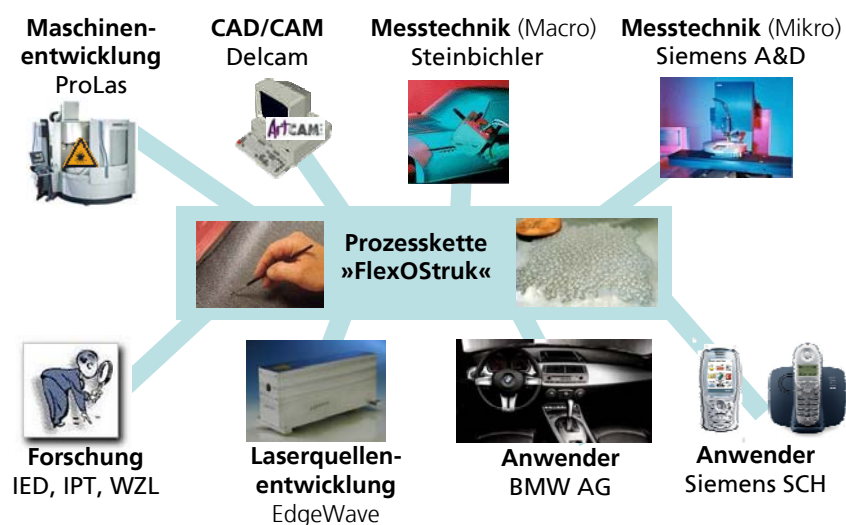 Maschinen-
entwicklung
ProLas
CAD/CAM
Delcam
ArtCAM
Messtechnik (Macro)
Steinbichler
Messtechnik (Mikro)
Siemens A&D
Prozesskette
»FlexOStruk«
Forschung
IED, IPT, WZL
Laserquellen-
entwicklung
EdgeWave
Anwender
BMW AG
Anwender
Siemens SCH